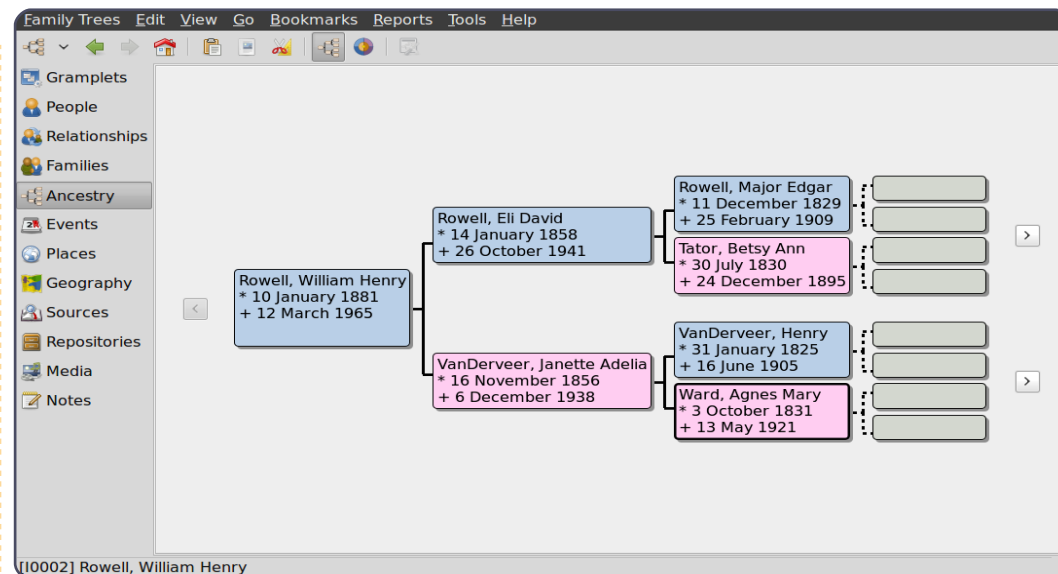 Family Trees Edit View Go Bookmarks Reports Tools Help
Gramplets
People
Relationships
Families
Ancestry
Events
Places
Geography
Sources
Repositories
Media
Notes
Rowell, William Henry
* 10 January 1881
+ 12 March 1965
Rowell, Eli David
* 14 January 1858
+ 26 October 1941
VanDerveer, Janette Adelia
* 16 November 1856
+ 6 December 1938
Rowell, Major Edgar
* 11 December 1829
+ 25 February 1909
Tator, Betsy Ann
* 30 July 1830
+ 24 December 1895
VanDerveer, Henry
* 31 January 1825
+ 16 June 1905
Ward, Agnes Mary
* 3 October 1831
+ 13 May 1921
[I0002] Rowell, William Henry